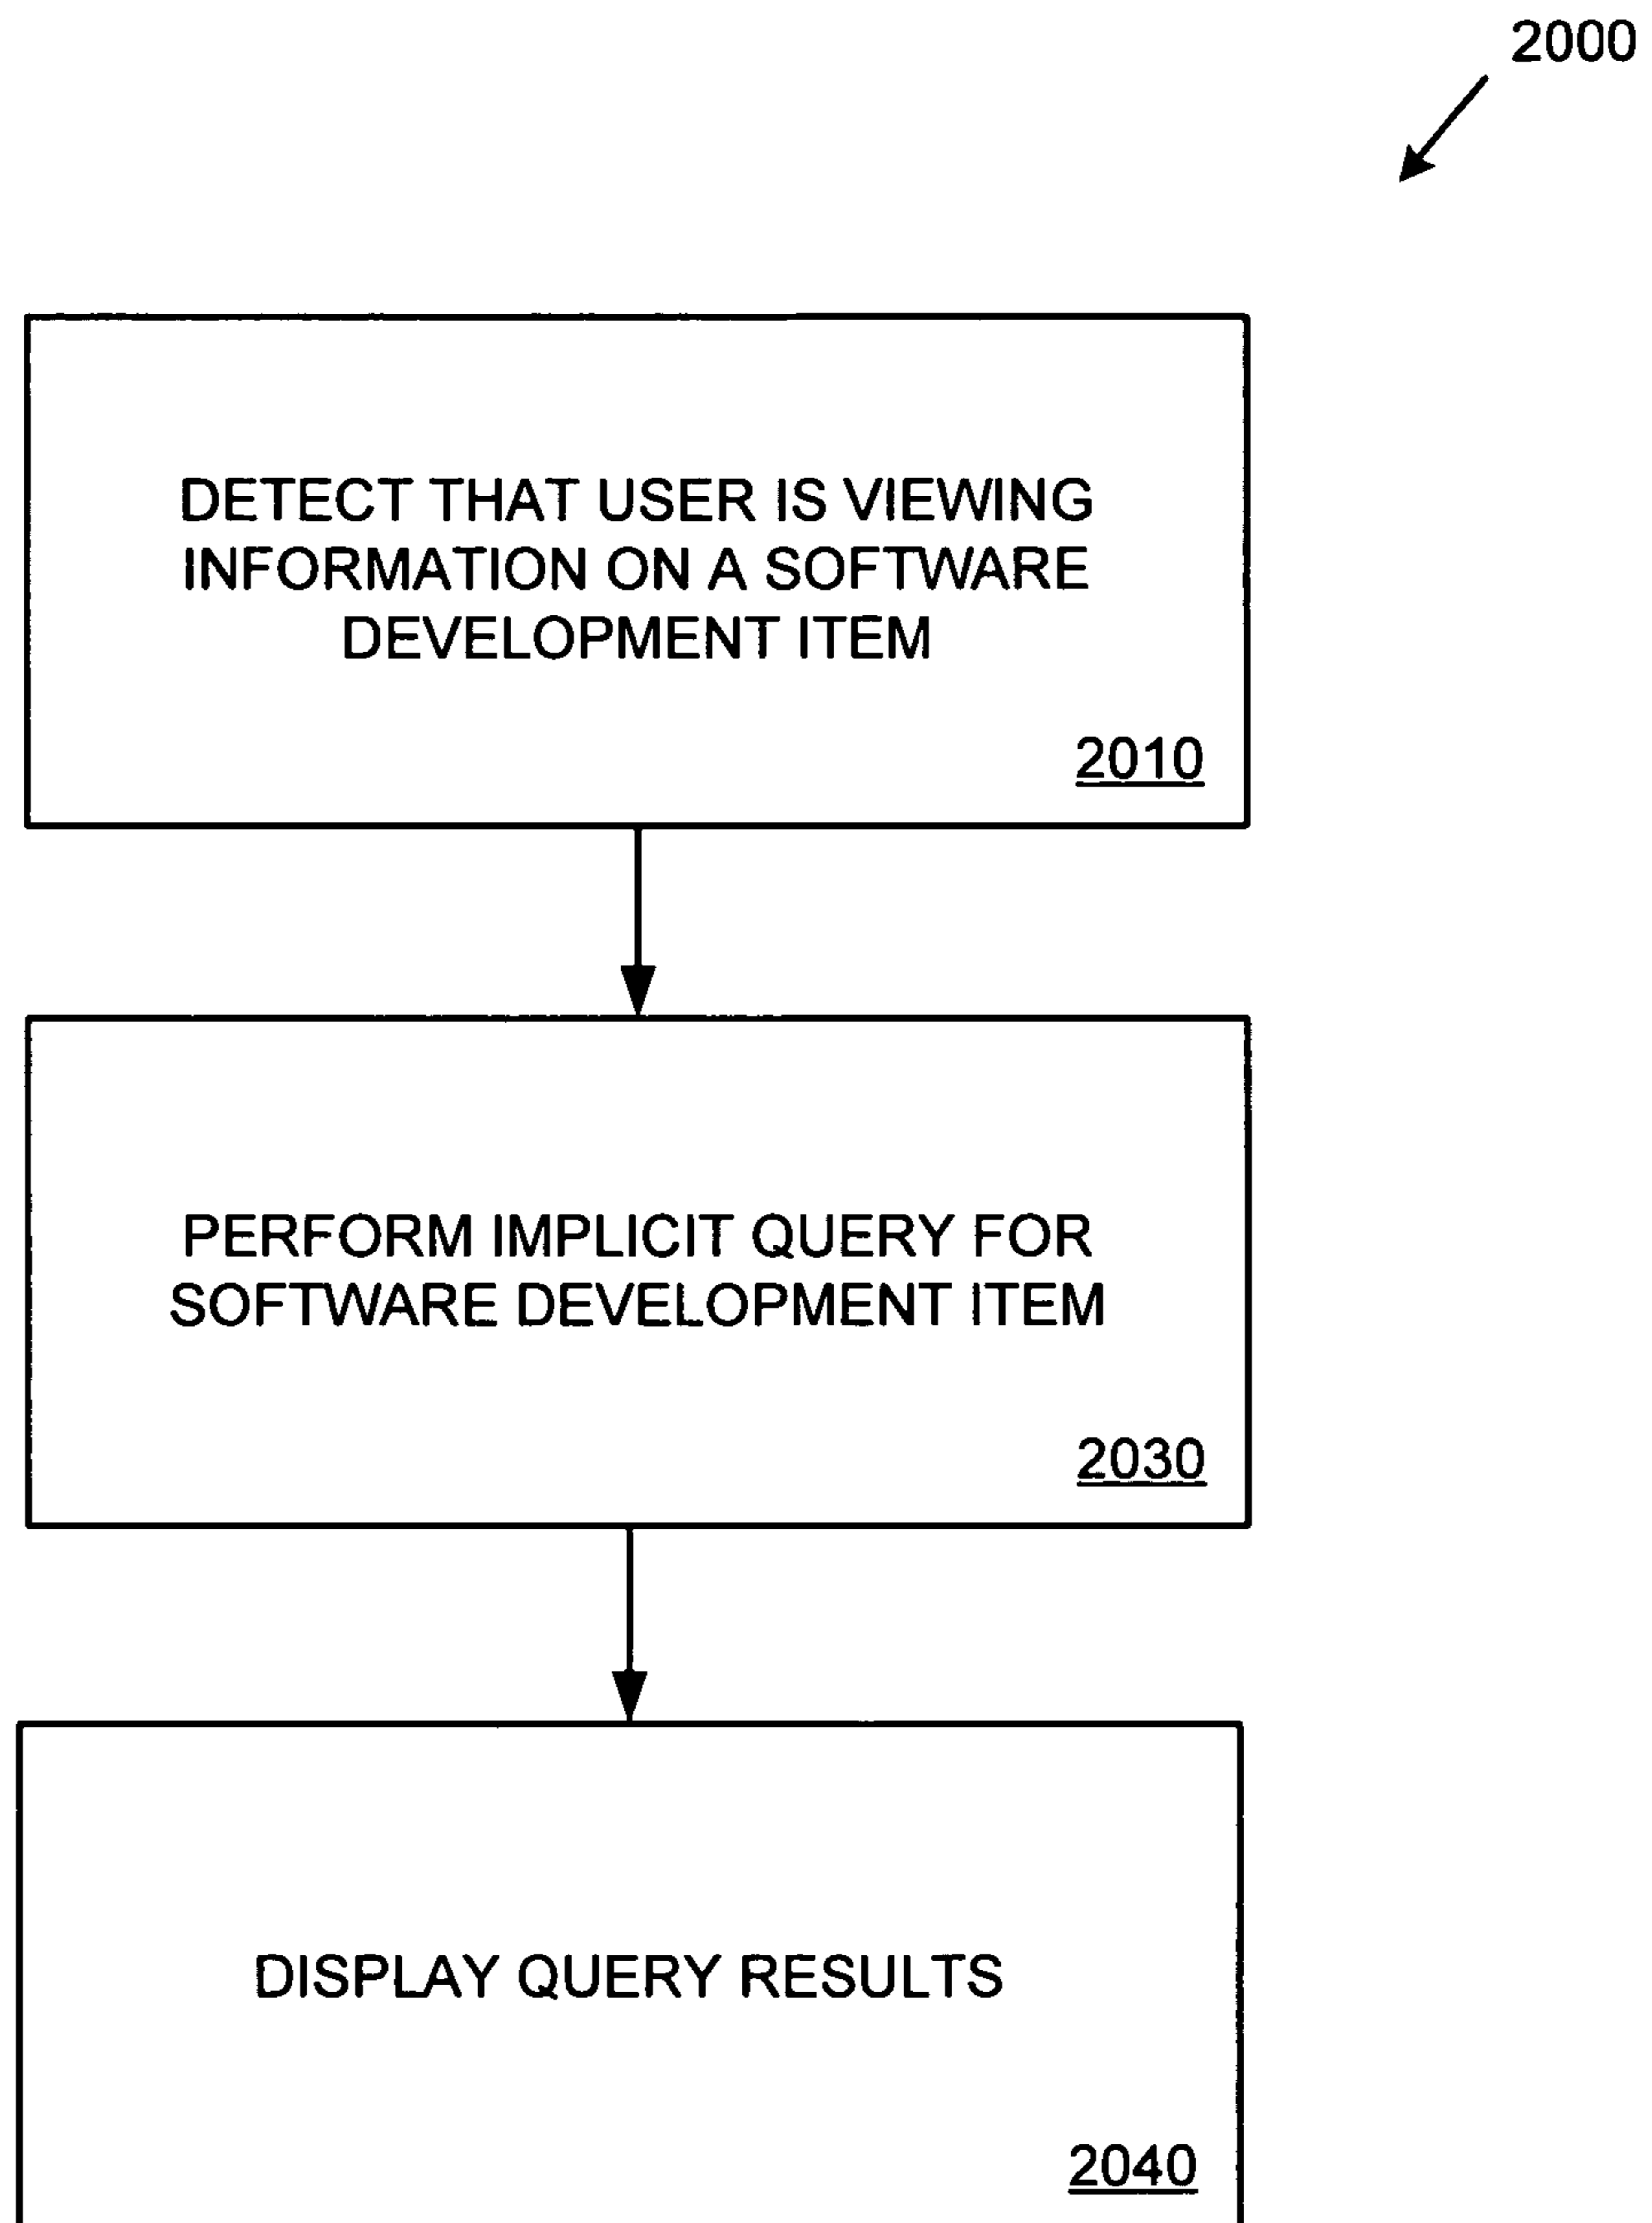 2000
DETECT THAT USER IS VIEWING
INFORMATION ON A SOFTWARE
DEVELOPMENT ITEM
2010
PERFORM IMPLICIT QUERY FOR
SOFTWARE DEVELOPMENT ITEM
2030
DISPLAY QUERY RESULTS
2040